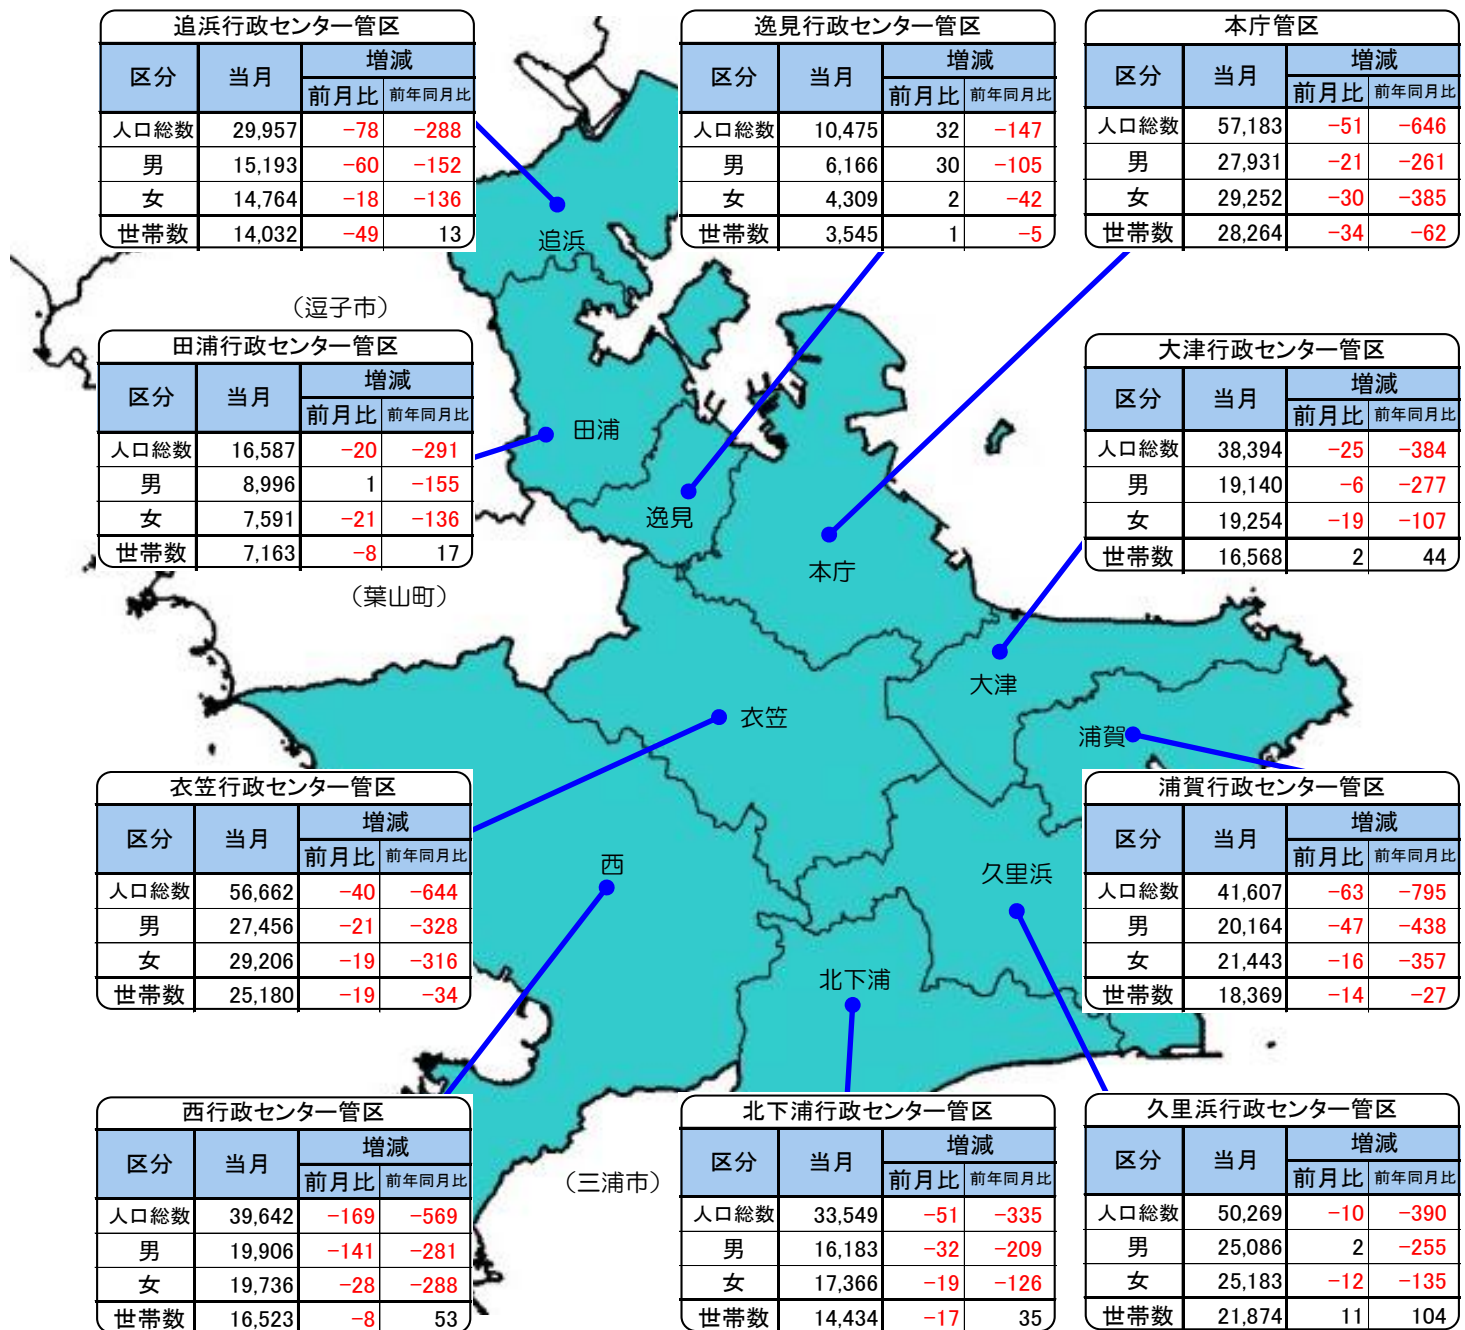 追浜行政センター管区
区分 当月 増減
前月比 前年同月比
人口総数 29,957 -78 -288
男 15,193 -60 -152
女 14,764 -18 -136
世帯数 14,032 -49 13
逸見行政センター管区
区分 当月 増減
前月比 前年同月比
人口総数 10,475 32 -147
男 6,166 30 -105
女 4,309 2 -42
世帯数 3,545 1 -5
本庁管区
区分 当月 増減
前月比 前年同月比
人口総数 57,183 -51 -646
男 27,931 -21 -261
女 29,252 -30 -385
世帯数 28,264 -34 -62
追浜
（逗子市）
田浦行政センター管区
区分 当月 増減
前月比 前年同月比
人口総数 16,587 -20 -291
男 8,996 1 -155
女 7,591 -21 -136
世帯数 7,163 -8 17
田浦
逸見
本庁
大津行政センター管区
区分 当月 増減
前月比 前年同月比
人口総数 38,394 -25 -384
男 19,140 -6 -277
女 19,254 -19 -107
世帯数 16,568 2 44
（葉山町）
大津
衣笠
浦賀
衣笠行政センター管区
区分 当月 増減
前月比 前年同月比
人口総数 56,662 -40 -644
男 27,456 -21 -328
女 29,206 -19 -316
世帯数 25,180 -19 -34
西
久里浜
北下浦
浦賀行政センター管区
区分 当月 増減
前月比 前年同月比
人口総数 41,607 -63 -795
男 20,164 -47 -438
女 21,443 -16 -357
世帯数 18,369 -14 -27
西行政センター管区
区分 当月 増減
前月比 前年同月比
人口総数 39,642 -169 -569
男 19,906 -141 -281
女 19,736 -28 -288
世帯数 16,523 -8 53
（三浦市）
北下浦行政センター管区
区分 当月 増減
前月比 前年同月比
人口総数 33,549 -51 -335
男 16,183 -32 -209
女 17,366 -19 -126
世帯数 14,434 -17 35
久里浜行政センター管区
区分 当月 増減
前月比 前年同月比
人口総数 50,269 -10 -390
男 25,086 2 -255
女 25,183 -12 -135
世帯数 21,874 11 104